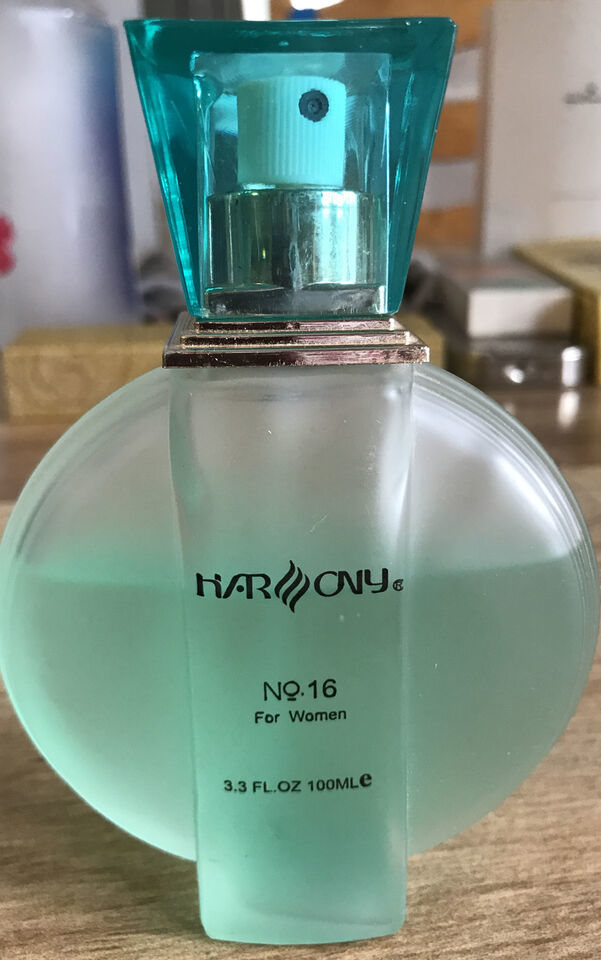 HARMONY®
No.16
For Women
3.3 FL.OZ 100ML℮